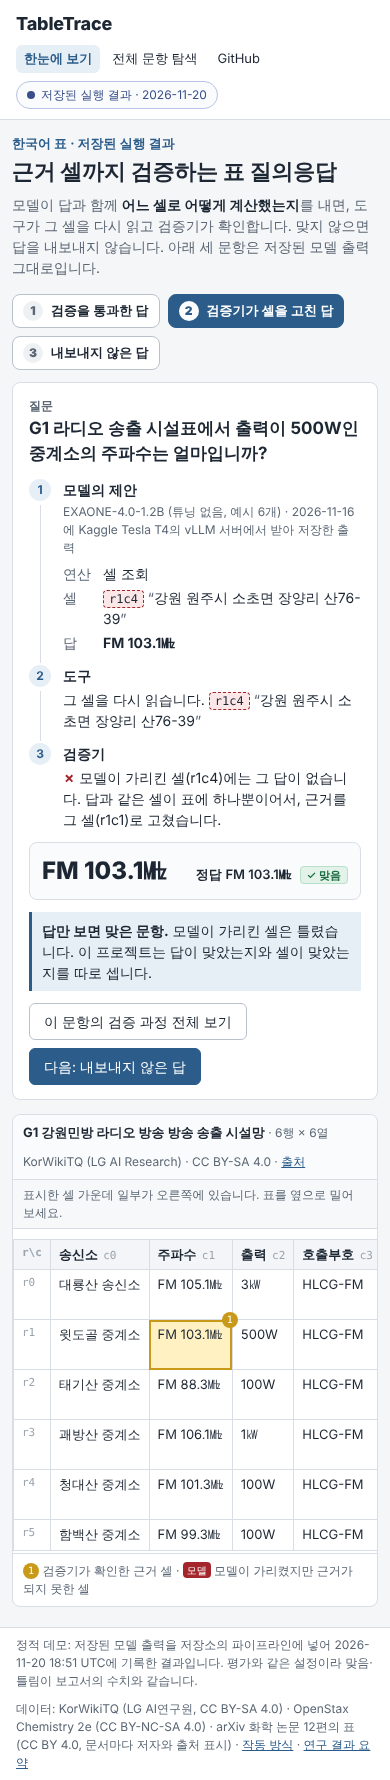 TableTrace
한눈에 보기 전체 문항 탐색 GitHub
저장된 실행 결과 · 2026-11-20
한국어 표 · 저장된 실행 결과
근거 셀까지 검증하는 표 질의응답
모델이 답과 함께 어느 셀로 어떻게 계산했는지를 내면, 도
구가 그 셀을 다시 읽고 검증기가 확인합니다. 맞지 않으면
답을 내보내지 않습니다. 아래 세 문항은 저장된 모델 출력
그대로입니다.
1 검증을 통과한 답
2 검증기가 셀을 고친 답
3 내보내지 않은 답
질문
G1 라디오 송출 시설표에서 출력이 500W인
중계소의 주파수는 얼마입니까?
1 모델의 제안
EXAONE-4.0-1.2B (튜닝 없음, 예시 6개) · 2026-11-16
에 Kaggle Tesla T4의 vLLM 서버에서 받아 저장한 출
력
연산 셀 조회
셀 r1c4 “강원 원주시 소초면 장양리 산76-
39”
답 FM 103.1㎒
2 도구
그 셀을 다시 읽습니다. r1c4 “강원 원주시 소
초면 장양리 산76-39”
3 검증기
✗ 모델이 가리킨 셀(r1c4)에는 그 답이 없습니
다. 답과 같은 셀이 표에 하나뿐이어서, 근거를
그 셀(r1c1)로 고쳤습니다.
FM 103.1㎒ 정답 FM 103.1㎒ ✓ 맞음
답만 보면 맞은 문항. 모델이 가리킨 셀은 틀렸습
니다. 이 프로젝트는 답이 맞았는지와 셀이 맞았는
지를 따로 셉니다.
이 문항의 검증 과정 전체 보기
다음: 내보내지 않은 답
G1 강원민방 라디오 방송 방송 송출 시설망 · 6행 × 6열
KorWikiTQ (LG AI Research) · CC BY-SA 4.0 · 출처
표시한 셀 가운데 일부가 오른쪽에 있습니다. 표를 옆으로 밀어
보세요.
r\c 송신소 c0 주파수 c1 출력 c2 호출부호 c3
r0 대룡산 송신소 FM 105.1㎒ 3㎾ HLCG-FM
1
r1 윗도골 중계소 FM 103.1㎒ 500W HLCG-FM
r2 태기산 중계소 FM 88.3㎒ 100W HLCG-FM
r3 괘방산 중계소 FM 106.1㎒ 1㎾ HLCG-FM
r4 청대산 중계소 FM 101.3㎒ 100W HLCG-FM
r5 함백산 중계소 FM 99.3㎒ 100W HLCG-FM
1 검증기가 확인한 근거 셀 · 모델 모델이 가리켰지만 근거가
되지 못한 셀
정적 데모: 저장된 모델 출력을 저장소의 파이프라인에 넣어 2026-
11-20 18:51 UTC에 기록한 결과입니다. 평가와 같은 설정이라 맞음·
틀림이 보고서의 수치와 같습니다.
데이터: KorWikiTQ (LG AI연구원, CC BY-SA 4.0) · OpenStax
Chemistry 2e (CC BY-NC-SA 4.0) · arXiv 화학 논문 12편의 표
(CC BY 4.0, 문서마다 저자와 출처 표시) · 작동 방식 · 연구 결과 요
약